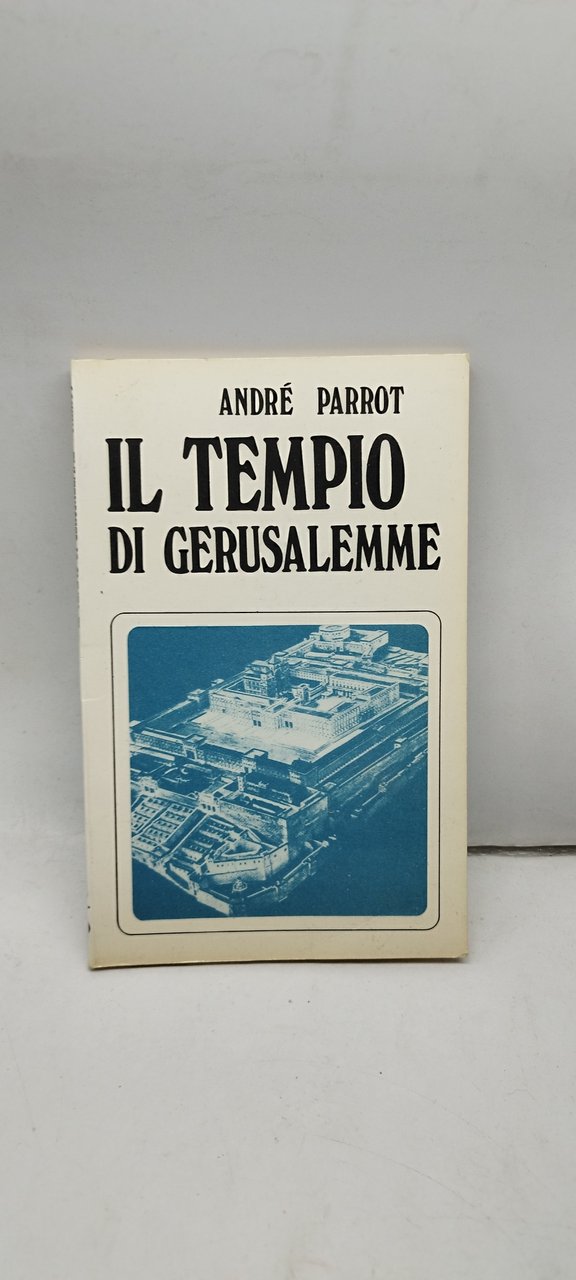 ANDRÉ PARROT
IL TEMPIO
DI GERUSALEMME